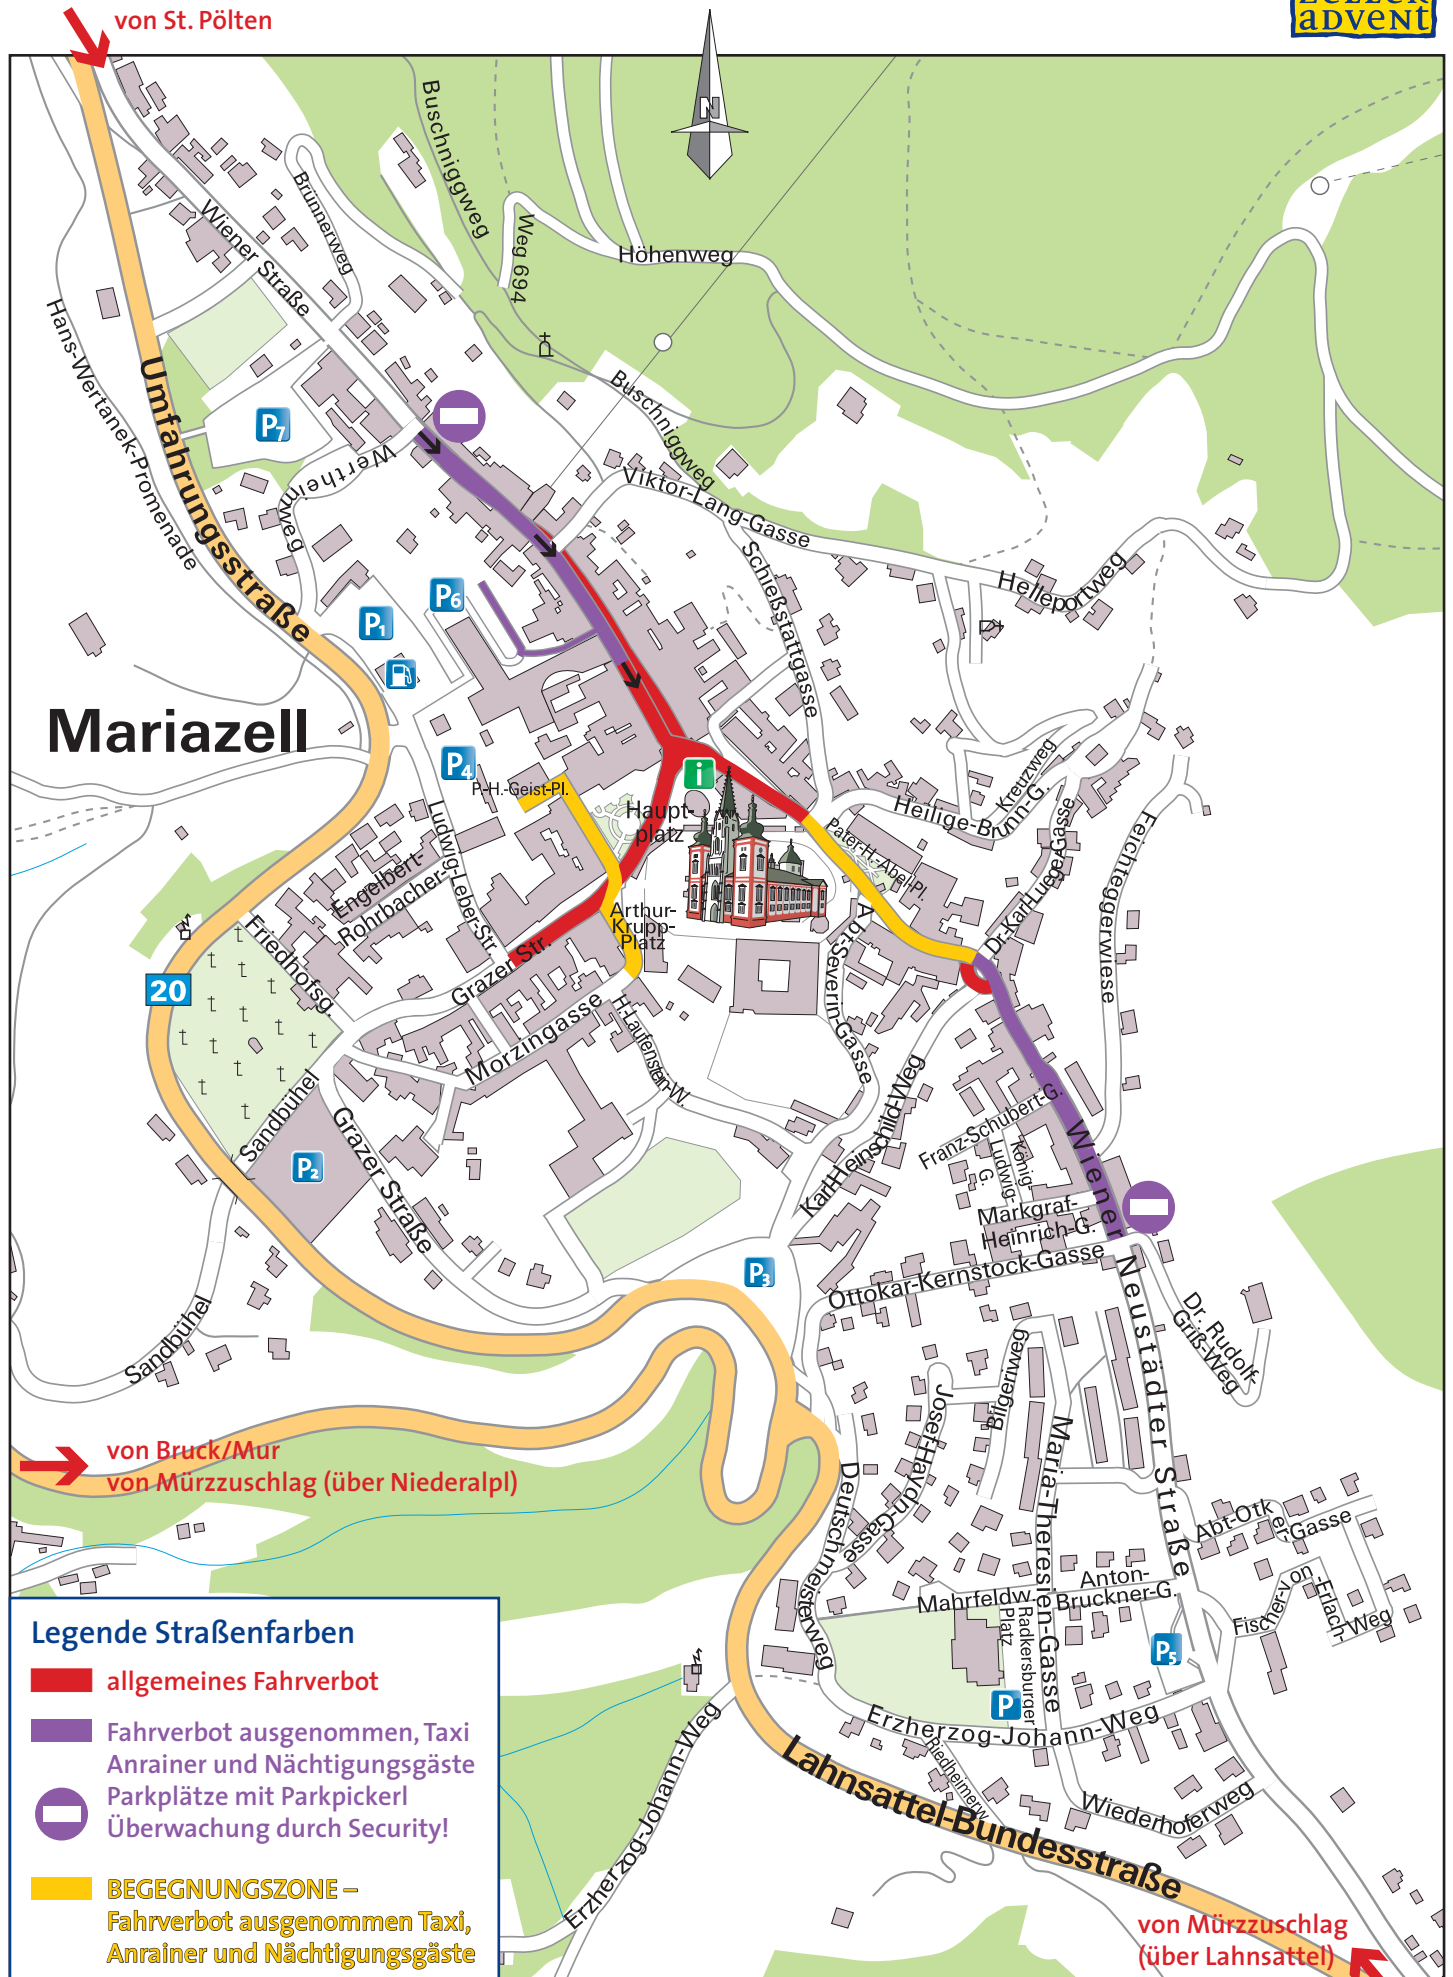 von St. Pölten
ZELLER
aDVENT
N
Buschniggweg
Brünnerweg
Wiener Straße
Weg 694
Höhenweg
Hans-Wertanek-Promenade
Umfahrungsstraße
P7
Wertheimweg
Buschniggweg
Viktor-Lang-Gasse
Schießstattgasse
Helleportweg
P6
P1
Mariazell
P4
P.-H.-Geist-Pl.
i
Haupt-
platz
Heilige-Brunn-G.
Kreuzweg
Pater-H.-Abel-Pl.
Dr.-Karl-Lueger-Gasse
Feichteggerwiese
Ludwig-Leber-Str.
Engelbert-
Rohrbacher-
Arthur-
Krupp-
Platz
Abt-Severin-Gasse
Friedhofsg.
Grazer Str.
20
Morzingasse
H.-Laufenstein-W.
Sandbühel
Grazer Straße
P2
Karl-Heinschild-Weg
Franz-Schubert-G.
König-
Ludwig-
G.
Markgraf-
Heinrich-G.
Wiener Neustädter Straße
P3
Ottokar-Kernstock-Gasse
Dr. Rudolf-
Griß-Weg
Sandbühel
Bilgeriweg
Josef-Haydn-Gasse
Maria-Theresien-Gasse
von Bruck/Mur
von Mürzzuschlag (über Niederalpl)
Deutschmeisterweg
Abt-Otker-Gasse
Anton-
Bruckner-G.
Mahrfeldw.
Radkersburger
Platz
Fischer-von-Erlach-Weg
P5
P
Erzherzog-Johann-Weg
Riedheimerw.
Wiederhoferweg
Erzherzog-Johann-Weg
Lahnsattel-Bundesstraße
von Mürzzuschlag
(über Lahnsattel)
Legende Straßenfarben
allgemeines Fahrverbot
Fahrverbot ausgenommen, Taxi
Anrainer und Nächtigungsgäste
Parkplätze mit Parkpickerl
Überwachung durch Security!
BEGEGNUNGSZONE –
Fahrverbot ausgenommen Taxi,
Anrainer und Nächtigungsgäste